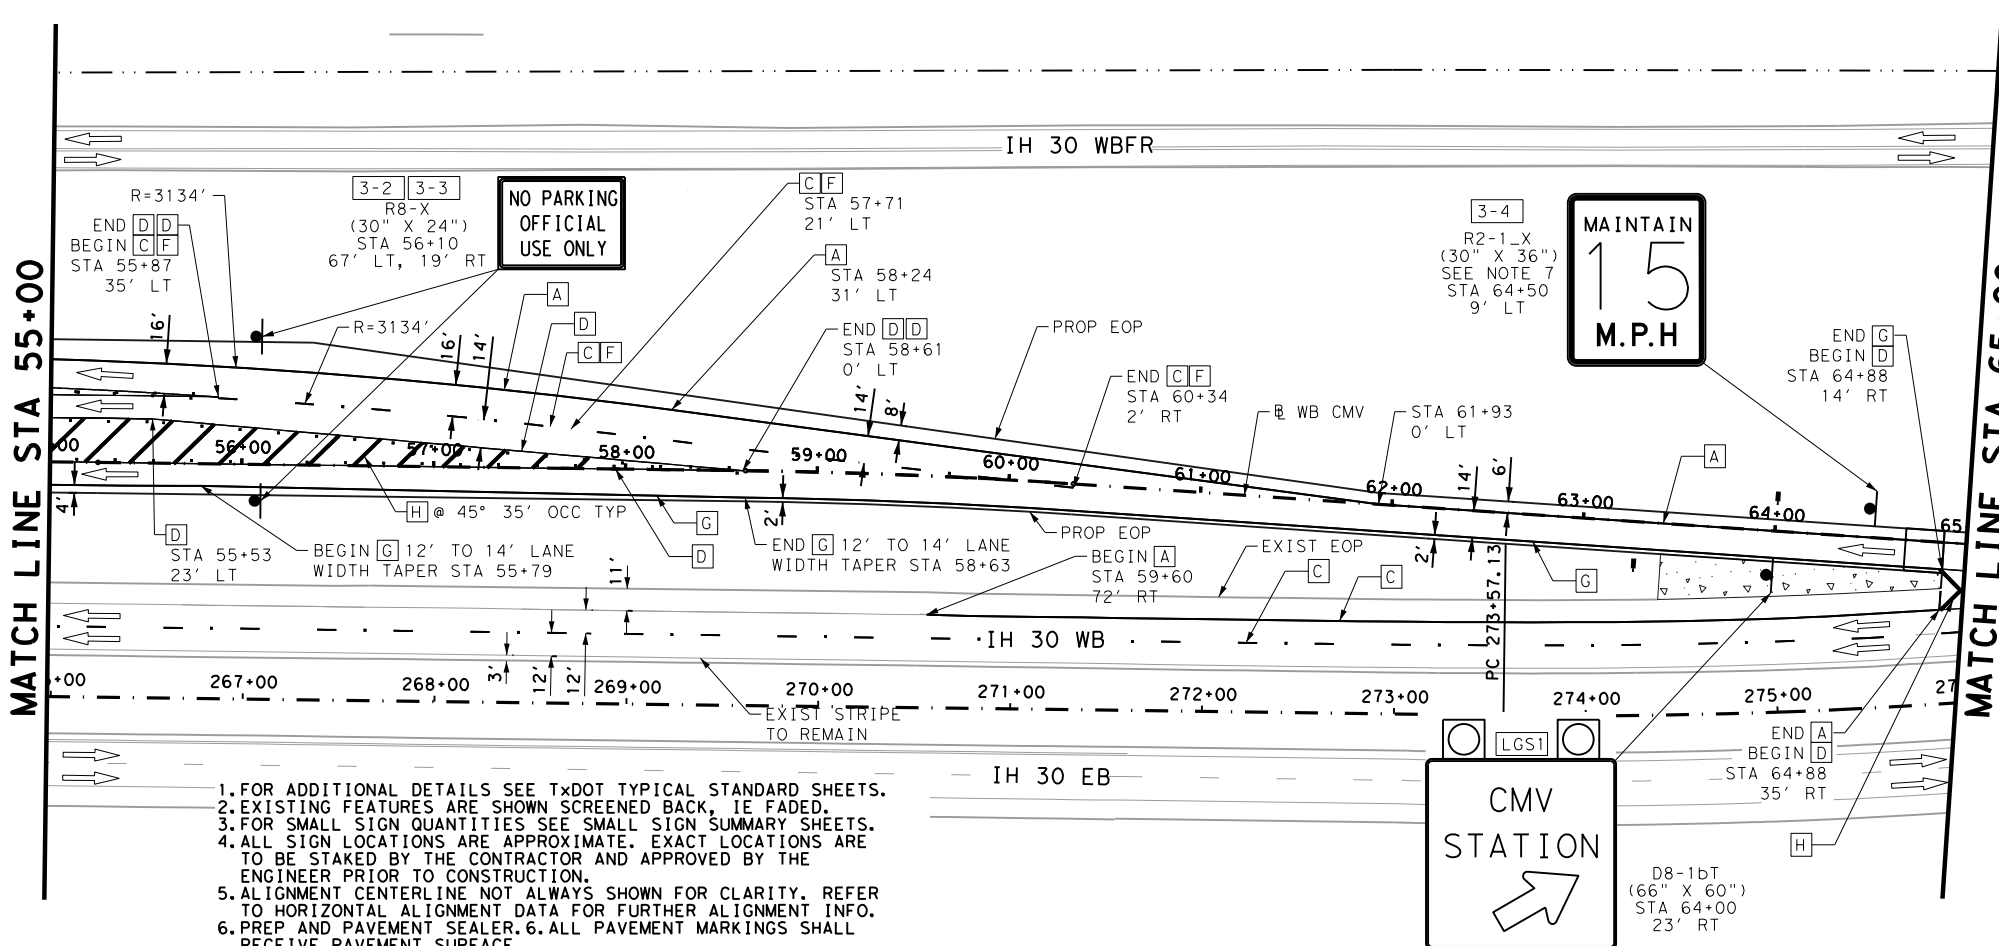 MATCH LINE STA 55+00
IH 30 WBFR
R=3134'
END D D
BEGIN C F
STA 55+87
35' LT
3-2 3-3
R8-X
(30" X 24")
STA 56+10
67' LT, 19' RT
NO PARKING
OFFICIAL
USE ONLY
C F
STA 57+71
21' LT
A
STA 58+24
31' LT
3-4
R2-1_X
(30" X 36")
SEE NOTE 7
STA 64+50
9' LT
MAINTAIN
15
M.P.H
16'
R=3134'
A
D
C F
16'
14'
END D D
STA 58+61
0' LT
PROP EOP
14'
8'
END C F
STA 60+34
2' RT
℄ WB CMV
STA 61+93
0' LT
END G
BEGIN D
STA 64+88
14' RT
A
14'
6'
00
56+00
57+00
58+00
59+00
60+00
61+00
62+00
63+00
64+00
65
4'
D
STA 55+53
23' LT
BEGIN G 12' TO 14' LANE
WIDTH TAPER STA 55+79
H @ 45° 35' OCC TYP
G
D
2'
END G 12' TO 14' LANE
WIDTH TAPER STA 58+63
PROP EOP
BEGIN A
STA 59+60
72' RT
EXIST EOP
C
C
2'
G
PC 273+57.13
11'
IH 30 WB
3'
12'
12'
+00
267+00
268+00
269+00
270+00
271+00
272+00
273+00
274+00
275+00
27
EXIST STRIPE
TO REMAIN
IH 30 EB
LGS1
CMV
STATION
D8-1bT
(66" X 60")
STA 64+00
23' RT
END A
BEGIN D
STA 64+88
35' RT
H
1. FOR ADDITIONAL DETAILS SEE TxDOT TYPICAL STANDARD SHEETS.
2. EXISTING FEATURES ARE SHOWN SCREENED BACK, IE FADED.
3. FOR SMALL SIGN QUANTITIES SEE SMALL SIGN SUMMARY SHEETS.
4. ALL SIGN LOCATIONS ARE APPROXIMATE. EXACT LOCATIONS ARE
TO BE STAKED BY THE CONTRACTOR AND APPROVED BY THE
ENGINEER PRIOR TO CONSTRUCTION.
5. ALIGNMENT CENTERLINE NOT ALWAYS SHOWN FOR CLARITY. REFER
TO HORIZONTAL ALIGNMENT DATA FOR FURTHER ALIGNMENT INFO.
6. PREP AND PAVEMENT SEALER. 6. ALL PAVEMENT MARKINGS SHALL
RECEIVE PAVEMENT SURFACE
MATCH LINE STA 65